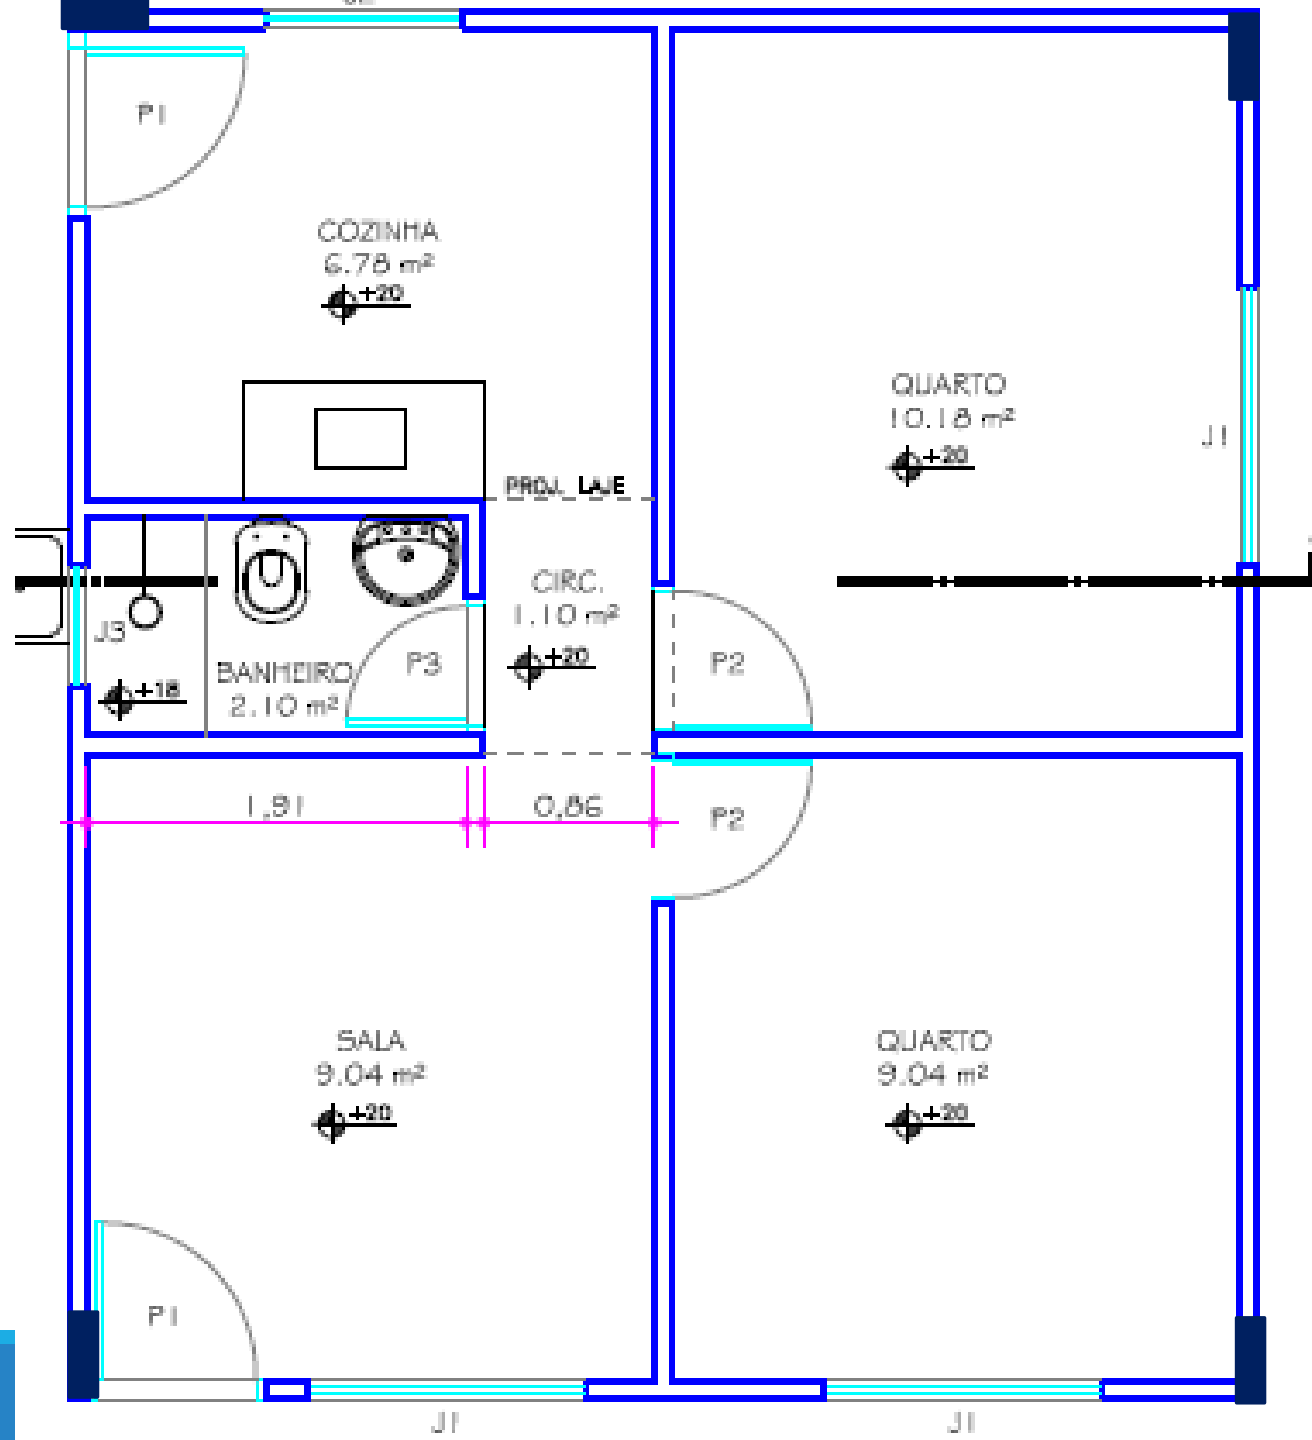 P1
COZINHA
6.78 m²
+20
QUARTO
10.18 m²
+20
J1
PROJ. LAJE
CIRC.
1.10 m²
+20
J3
BANHEIRO
2.10 m²
+18
P3
P2
1,91
0,86
P2
SALA
9.04 m²
+20
QUARTO
9.04 m²
+20
P1
J1
J1